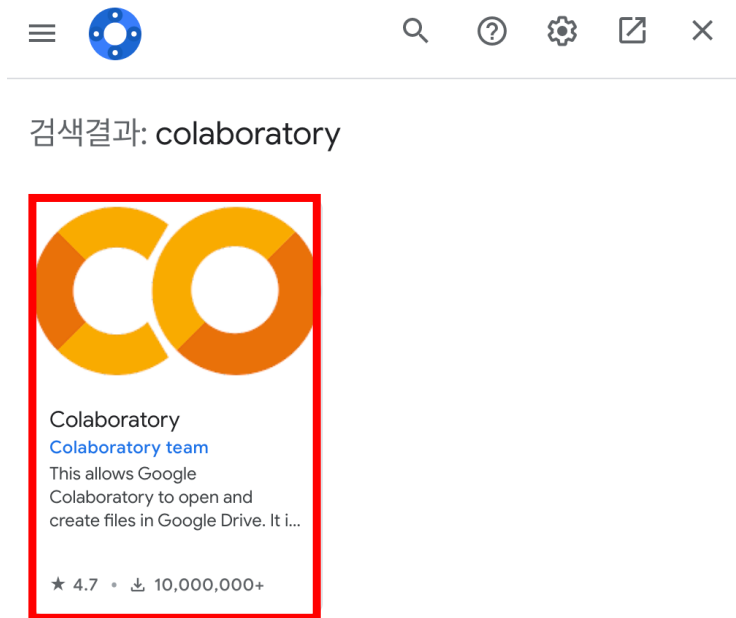 검색결과: colaboratory
Colaboratory
Colaboratory team
This allows Google
Colaboratory to open and
create files in Google Drive. It i...
★ 4.7 • 10,000,000+